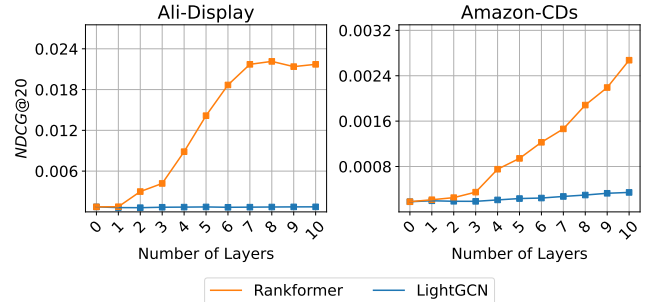 Ali-Display
NDCG@20
0.024
0.018
0.012
0.006
0 1 2 3 4 5 6 7 8 9 10
Number of Layers
Amazon-CDs
0.0032
0.0024
0.0016
0.0008
0 1 2 3 4 5 6 7 8 9 10
Number of Layers
Rankformer LightGCN